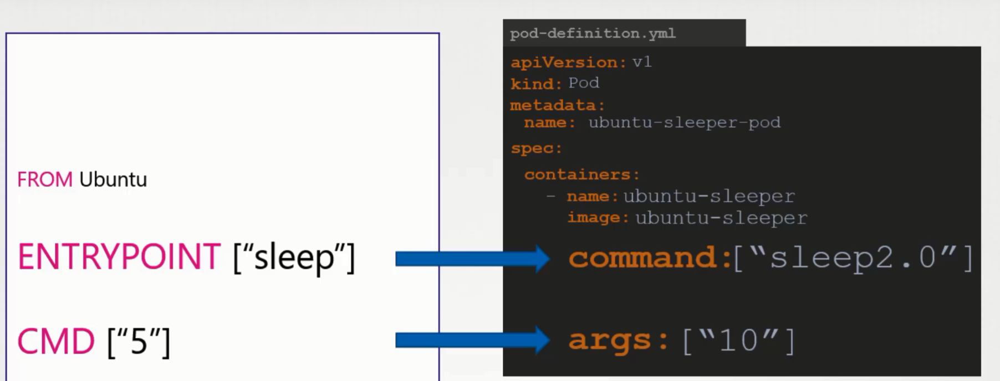 FROM Ubuntu
ENTRYPOINT [“sleep”]
CMD [“5”]
pod-definition.yml
apiVersion: v1
kind: Pod
metadata:
name: ubuntu-sleeper-pod
spec:
containers:
- name: ubuntu-sleeper
image: ubuntu-sleeper
command:[“sleep2.0”]
args: [“10”]